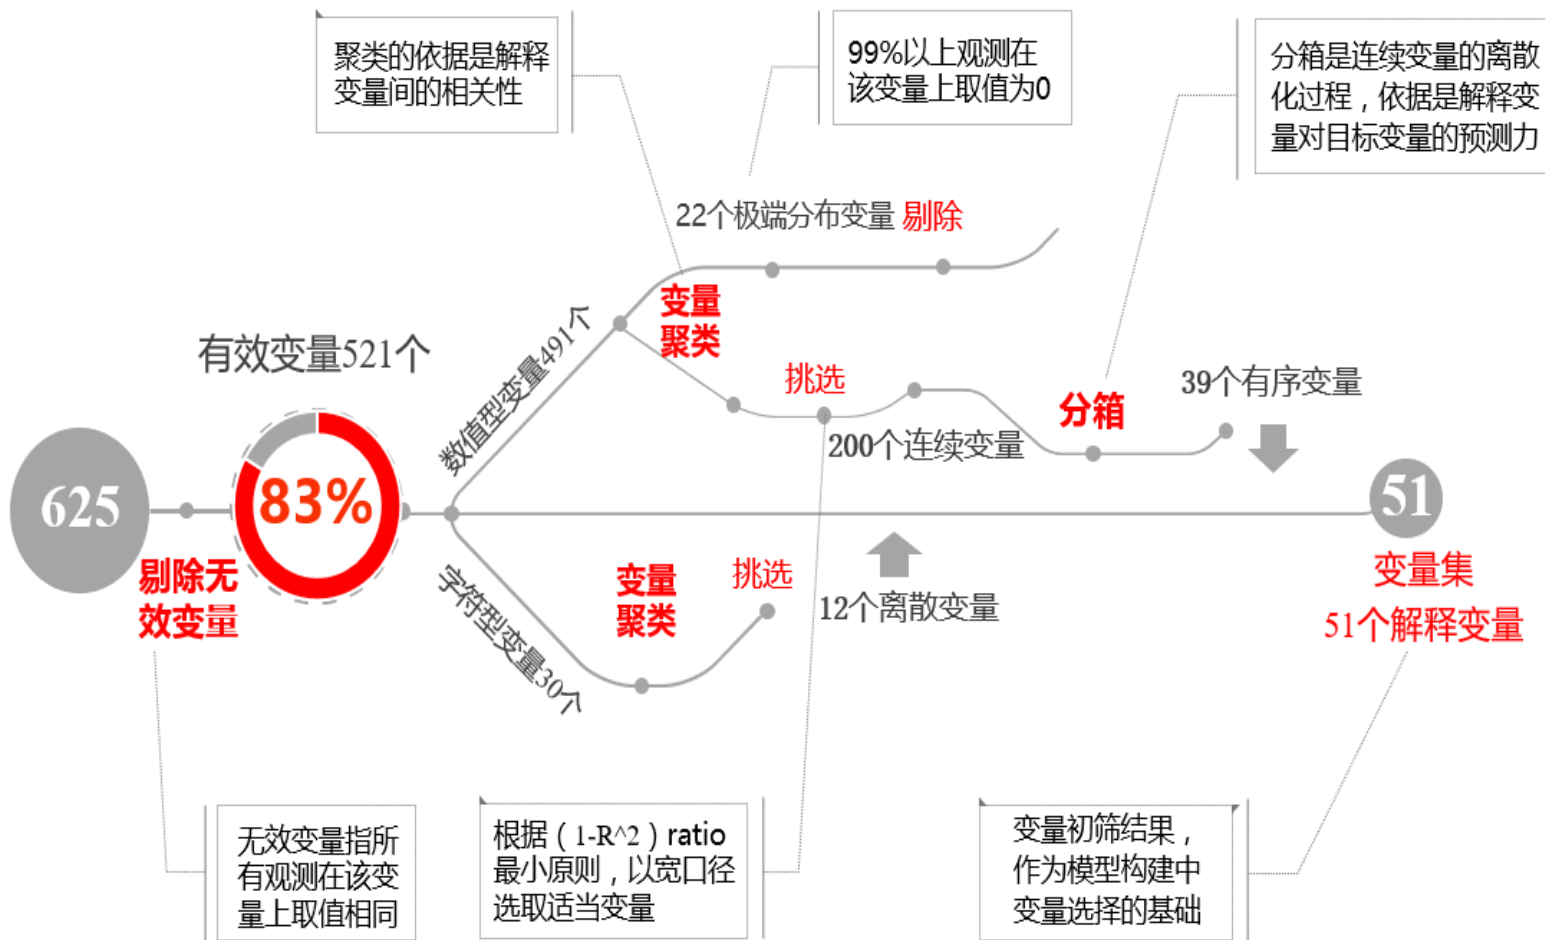 聚类的依据是解释
变量间的相关性
99%以上观测在
该变量上取值为0
分箱是连续变量的离散
化过程，依据是解释变
量对目标变量的预测力
22个极端分布变量 剔除
变量
聚类
数值型变量491个
有效变量521个
挑选
39个有序变量
分箱
200个连续变量
625
83%
51
剔除无
效变量
变量
聚类
挑选
字符型变量30个
12个离散变量
变量集
51个解释变量
无效变量指所
有观测在该变
量上取值相同
根据（1-R^2）ratio
最小原则，以宽口径
选取适当变量
变量初筛结果，
作为模型构建中
变量选择的基础